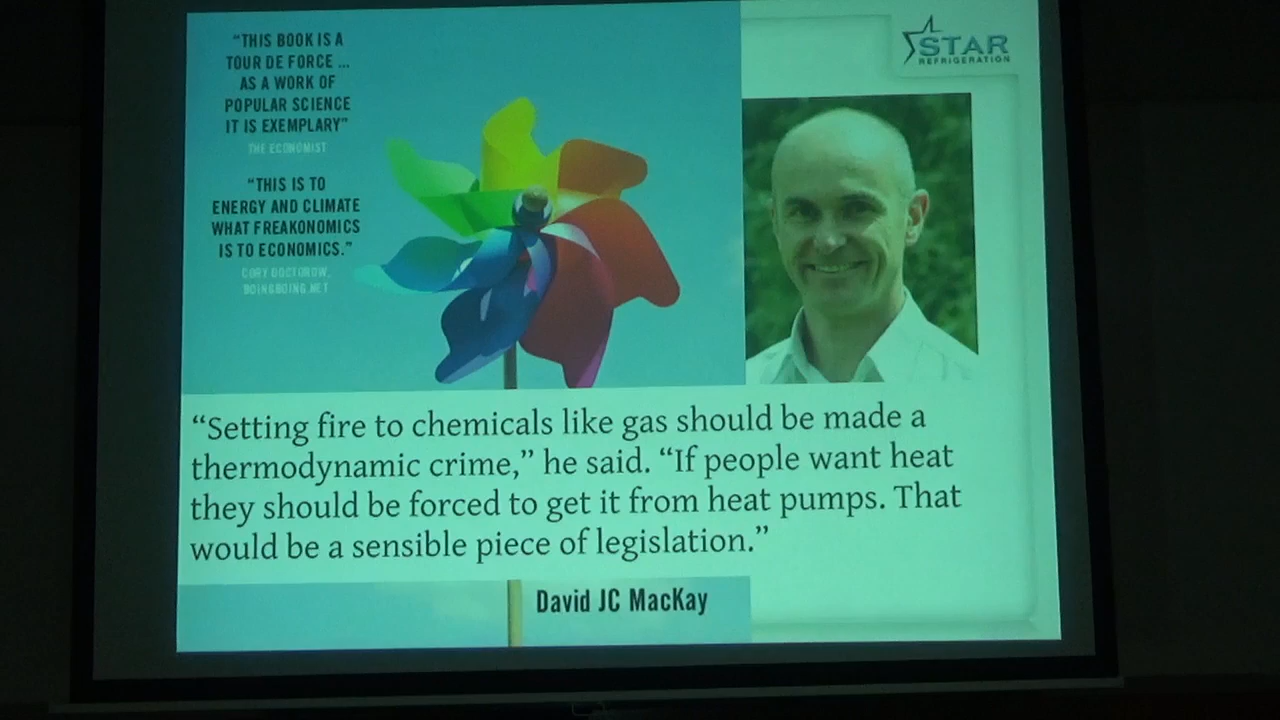 “THIS BOOK IS A
TOUR DE FORCE ...
AS A WORK OF
POPULAR SCIENCE
IT IS EXEMPLARY”
THE ECONOMIST
“THIS IS TO
ENERGY AND CLIMATE
WHAT FREAKONOMICS
IS TO ECONOMICS.”
CORY DOCTOROW,
BOINGBOING.NET
STAR
REFRIGERATION
“Setting fire to chemicals like gas should be made a
thermodynamic crime,” he said. “If people want heat
they should be forced to get it from heat pumps. That
would be a sensible piece of legislation.”
David JC MacKay